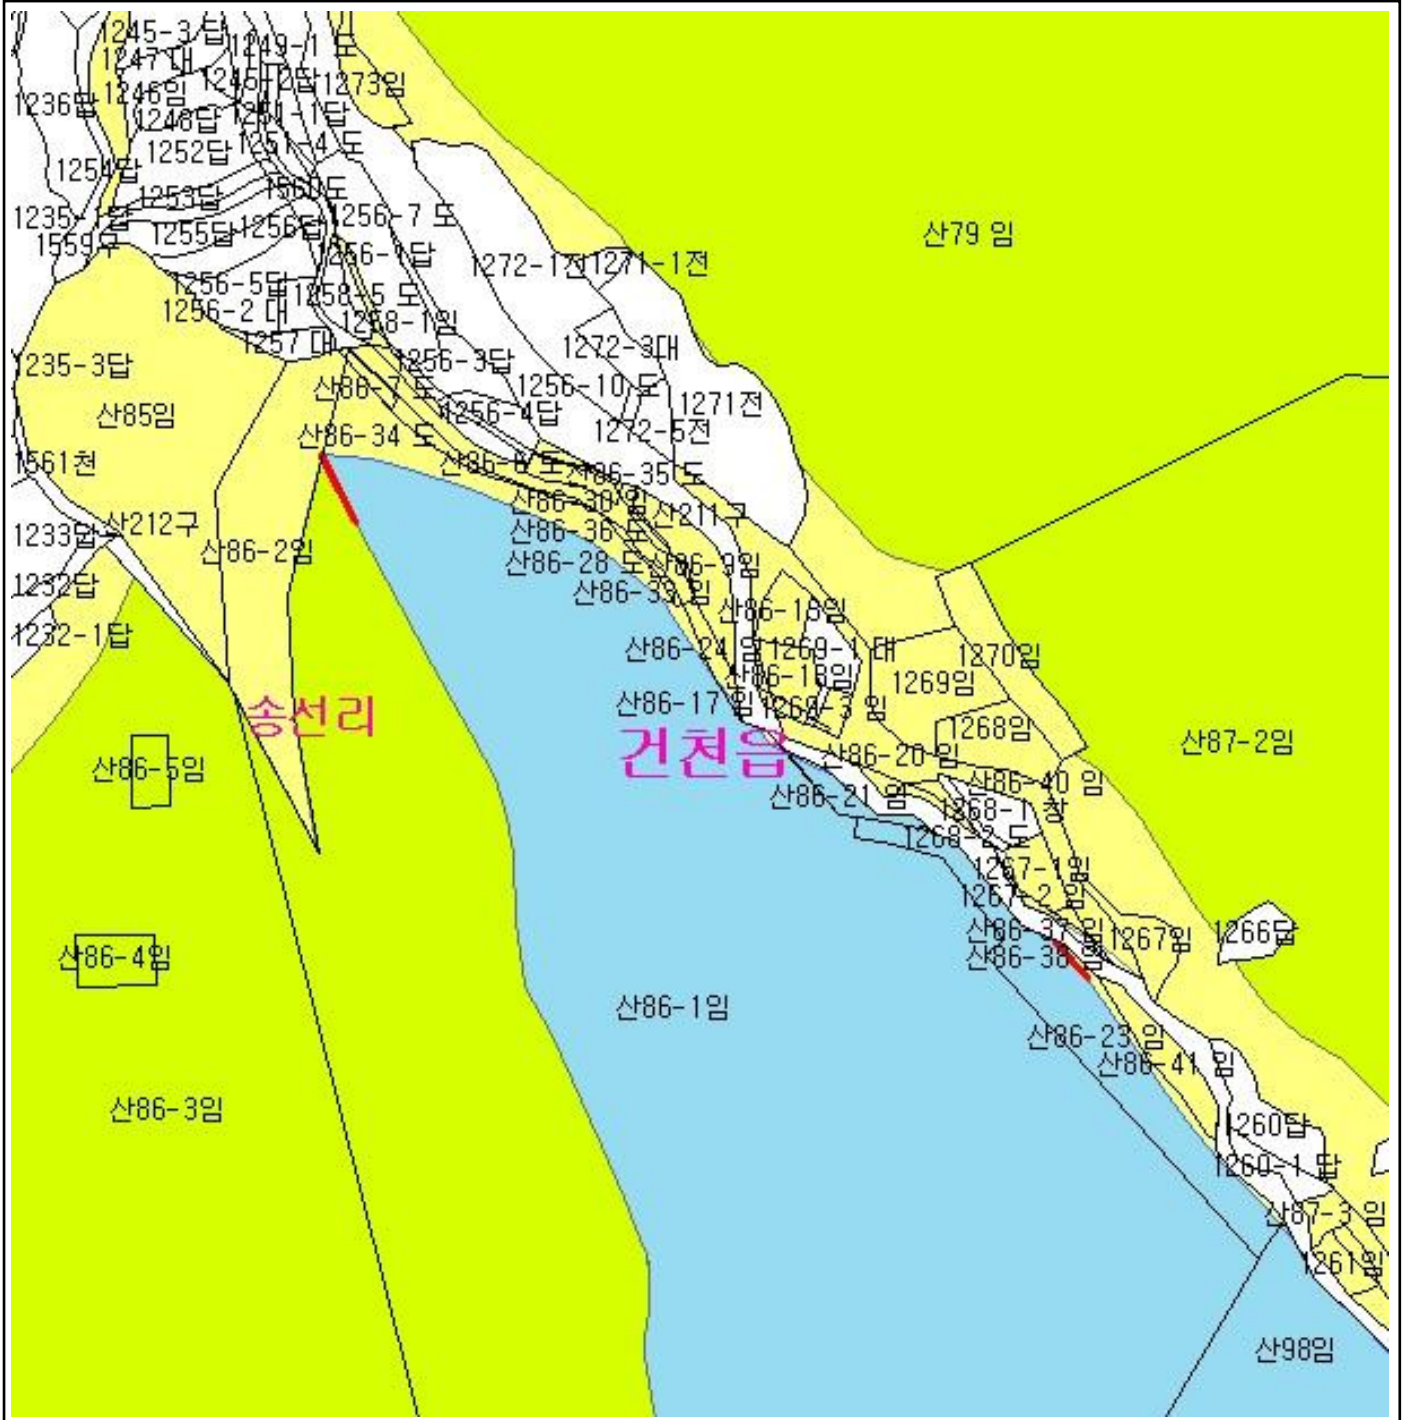 1245-3 답
1249-1 도
1247 대
1245-2답
1273임
1246임
1236답
1251-1답
1248답
1251-4 도
1252답
1254답
1560도
1253답
1235-1답
1256-7 도
1256답
1255답
1559구
1256-1답
산79 임
1272-1전
1271-1전
1256-5답
1258-5 도
1256-2 대
1258-1임
1257 대
1272-3대
1256-3답
1235-3답
산86-7 도
1256-10 도
1271전
산85임
1256-4답
산86-34 도
1272-5전
1561천
산86-35 도
산211구
산212구
1233답
산86-36 도
산86-2임
산86-28 도
산86-9임
1232답
산86-33 임
1232-1답
산86-24 임
1269-1 대
1270임
1269임
산86-17 임
1269-3 임
송선리
1268임
건천읍
산87-2임
산86-20 임
산86-5임
산86-40 임
산86-21 임
1268-1 창
1268-2 도
1267-1임
1267-2 임
산86-37 임
1267임
1266답
산86-4임
산86-38 임
산86-1임
산86-23 임
산86-41 임
산86-3임
1260답
1260-1 답
산87-3 임
1261임
산98임